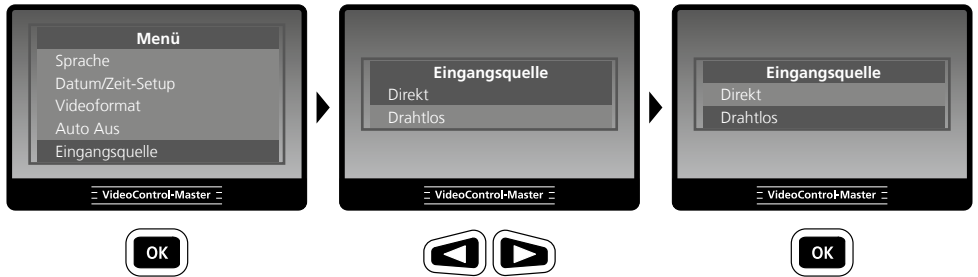 Menü
Sprache
Datum/Zeit-Setup
Videoformat
Auto Aus
Eingangsquelle
VideoControl-Master
OK
Eingangsquelle
Direkt
Drahtlos
VideoControl-Master
Eingangsquelle
Direkt
Drahtlos
VideoControl-Master
OK